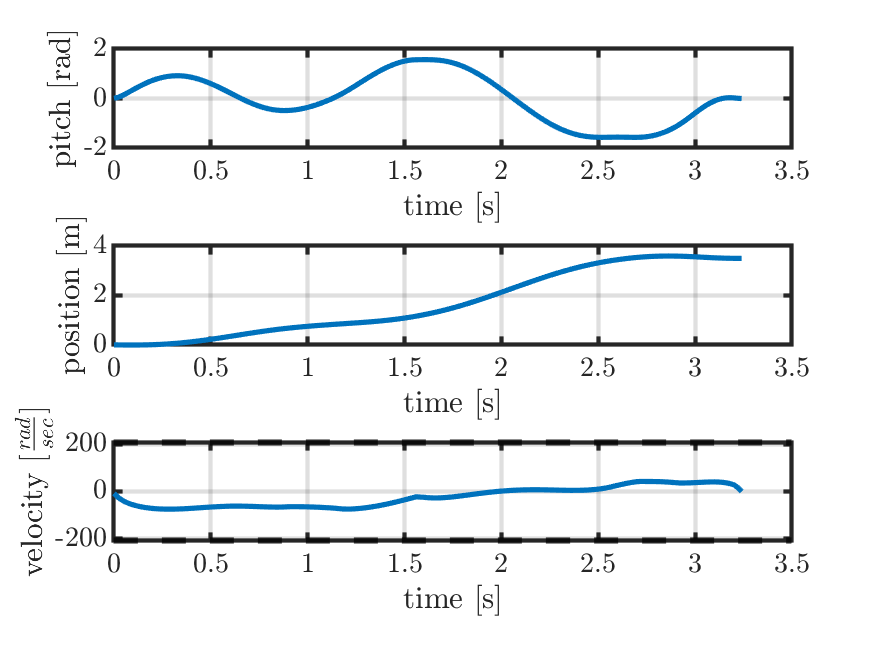 pitch [rad]
2
0
-2
0 0.5 1 1.5 2 2.5 3 3.5
time [s]
position [m]
4
2
0
0 0.5 1 1.5 2 2.5 3 3.5
time [s]
velocity [rad/sec]
200
0
-200
0 0.5 1 1.5 2 2.5 3 3.5
time [s]